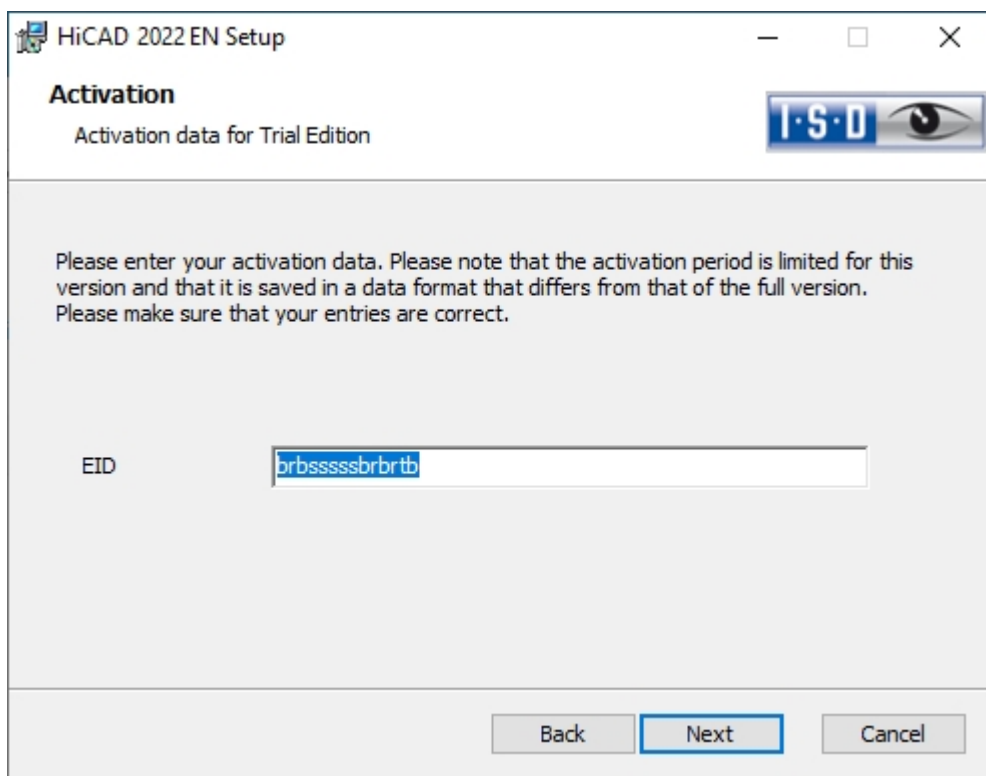 HiCAD 2022 EN Setup
Activation
Activation data for Trial Edition
I·S·D
Please enter your activation data. Please note that the activation period is limited for this
version and that it is saved in a data format that differs from that of the full version.
Please make sure that your entries are correct.
EID
brbsssssbrbrtb
Back
Next
Cancel